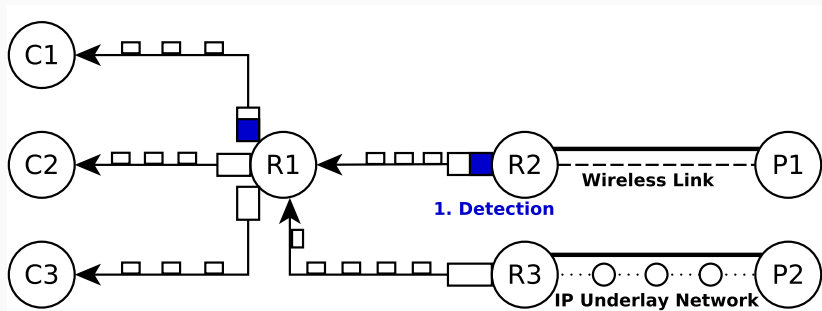 C1
C2
R1
R2
P1
Wireless Link
1. Detection
C3
R3
P2
IP Underlay Network